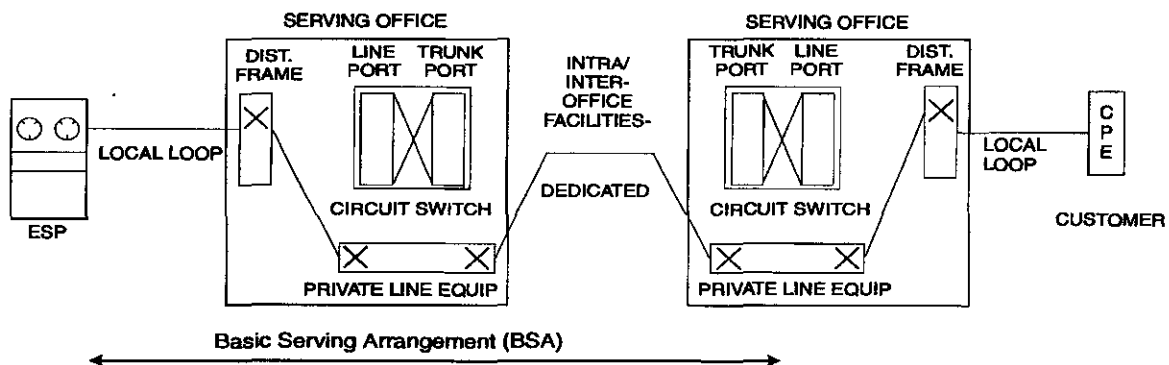 SERVING OFFICE
SERVING OFFICE
DIST.
FRAME
LINE
PORT
TRUNK
PORT
INTRA/
INTER-
OFFICE
FACILITIES-
TRUNK
PORT
LINE
PORT
DIST.
FRAME
C
P
E
LOCAL LOOP
LOCAL
LOOP
DEDICATED
CIRCUIT SWITCH
CIRCUIT SWITCH
ESP
CUSTOMER
PRIVATE LINE EQUIP
PRIVATE LINE EQUIP
Basic Serving Arrangement (BSA)